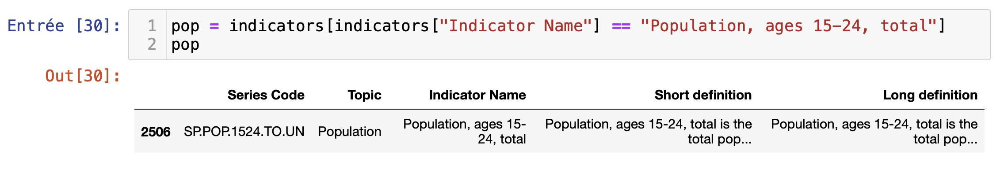 Entrée [30]: 1 pop = indicators[indicators["Indicator Name"] == "Population, ages 15-24, total"]
2 pop
Out[30]:
Series Code Topic Indicator Name Short definition Long definition
2506 SP.POP.1524.TO.UN Population Population, ages 15-24, total Population, ages 15-24, total is the total pop... Population, ages 15-24, total is the total pop...